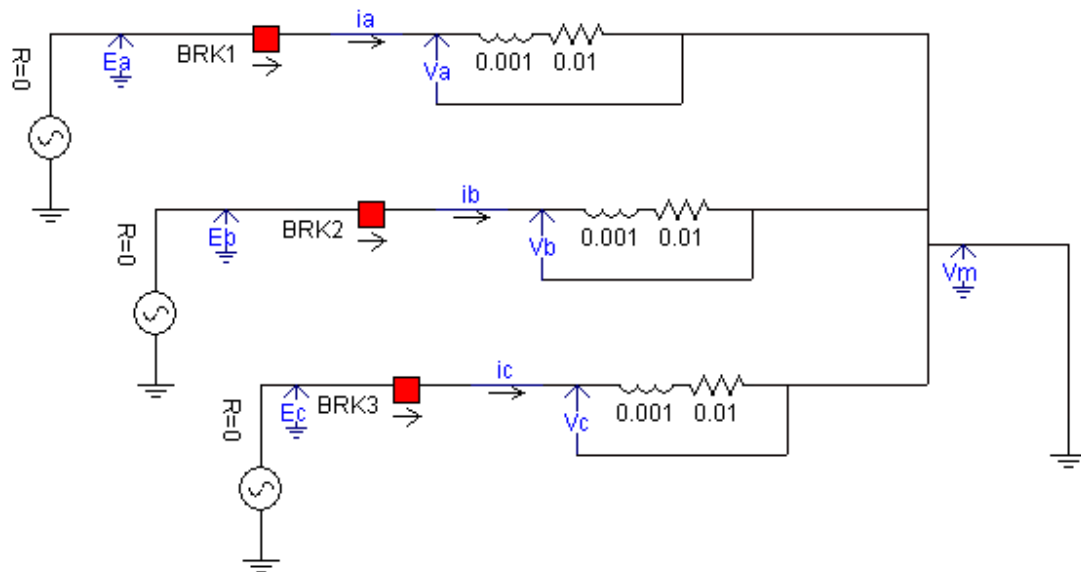 R=0
Ea
BRK1
ia
Va
0.001
0.01
R=0
Eb
BRK2
ib
Vb
0.001
0.01
Vm
R=0
Ec
BRK3
ic
Vc
0.001
0.01